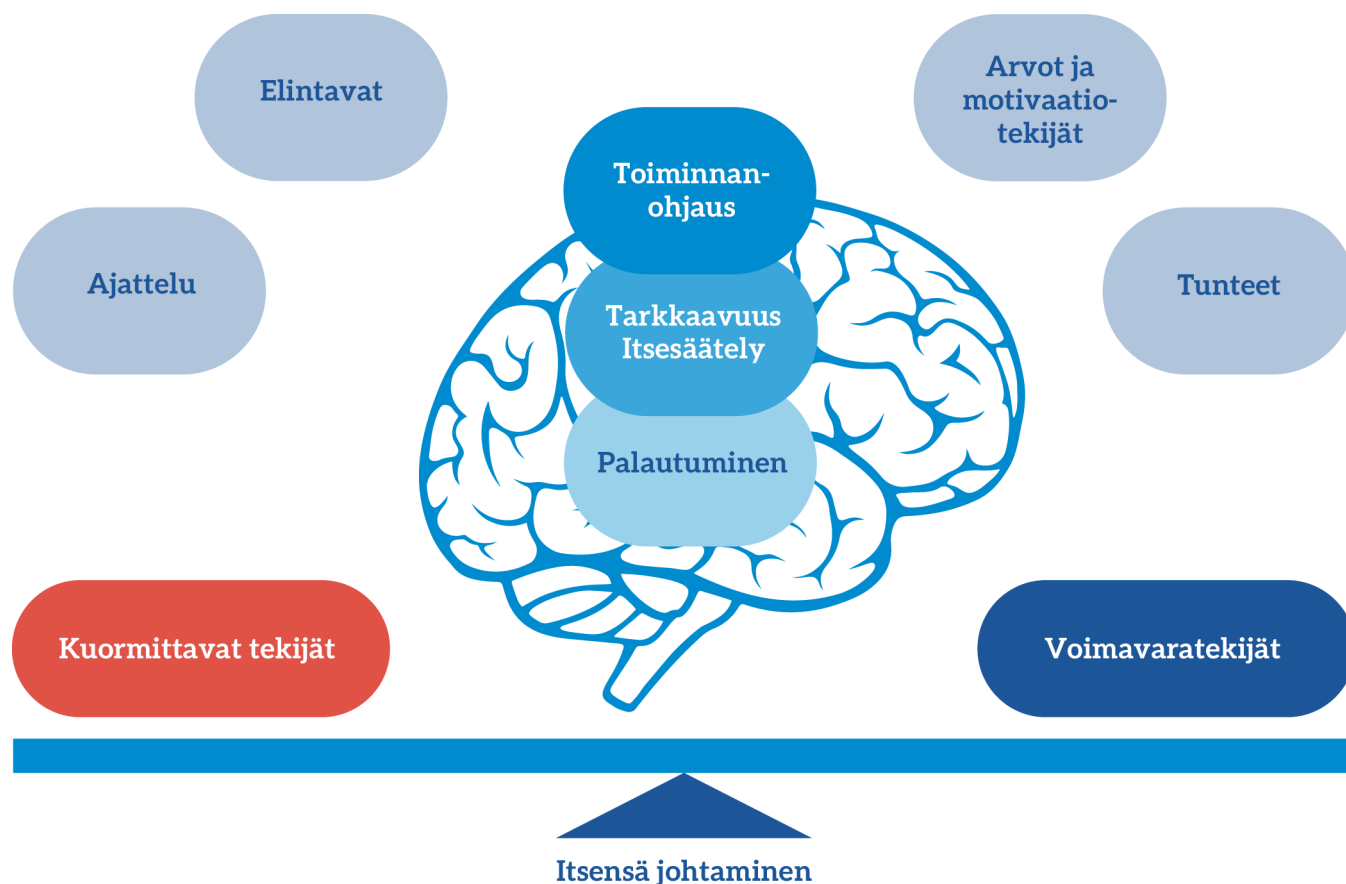 Elintavat
Arvot ja
motivaatio-
tekijät
Toiminnan-
ohjaus
Ajattelu
Tunteet
Tarkkaavuus
Itsesäätely
Palautuminen
Kuormittavat tekijät
Voimavaratekijät
Itsensä johtaminen